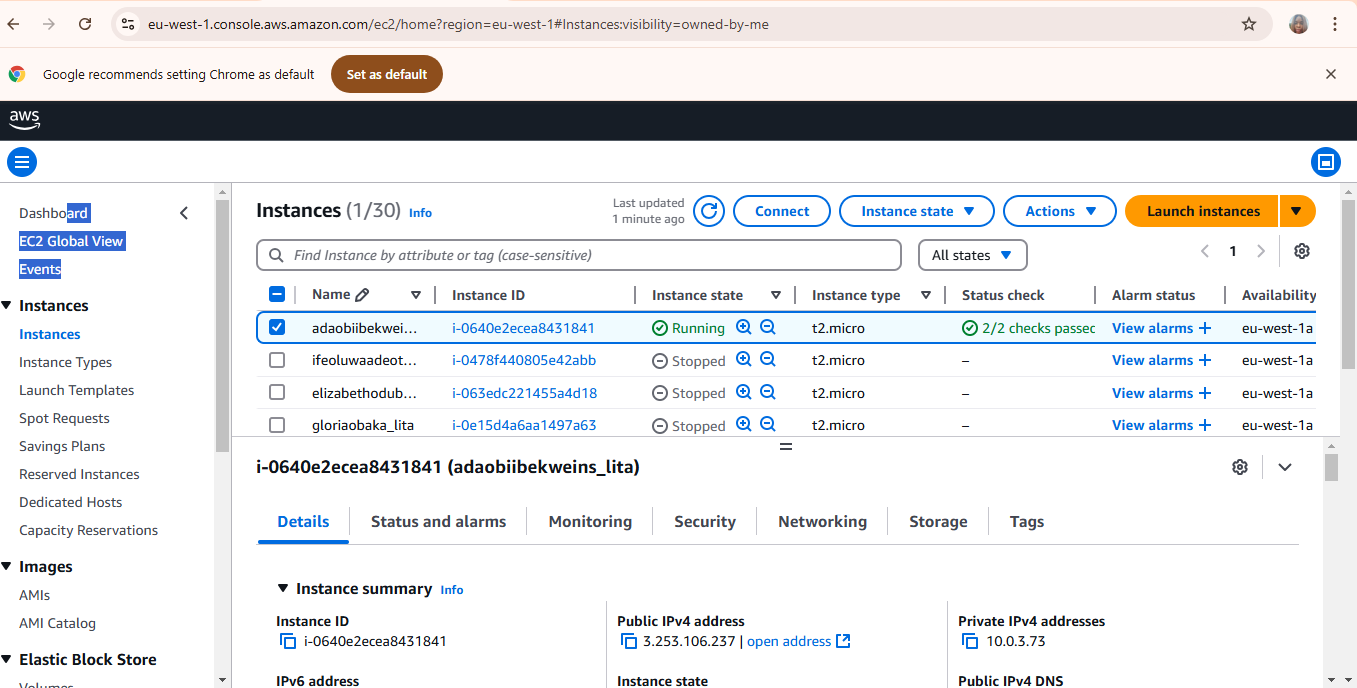 eu-west-1.console.aws.amazon.com/ec2/home?region=eu-west-1#Instances:visibility=owned-by-me
Google recommends setting Chrome as default
Set as default
aws
Dashboard
EC2 Global View
Events
Instances
Instances
Instance Types
Launch Templates
Spot Requests
Savings Plans
Reserved Instances
Dedicated Hosts
Capacity Reservations
Images
AMIs
AMI Catalog
Elastic Block Store
Volumes
Instances (1/30) Info
Last updated
1 minute ago
Connect
Instance state
Actions
Launch instances
Find Instance by attribute or tag (case-sensitive)
All states
1
Name Instance ID Instance state Instance type Status check Alarm status Availability
adaobiibekwei... i-0640e2ecea8431841 Running t2.micro 2/2 checks passec View alarms + eu-west-1a
ifeoluwaadeot... i-0478f440805e42abb Stopped t2.micro – View alarms + eu-west-1a
elizabethodub... i-063edc221455a4d18 Stopped t2.micro – View alarms + eu-west-1a
gloriaobaka_lita i-0e15d4a6aa1497a63 Stopped t2.micro – View alarms + eu-west-1a
i-0640e2ecea8431841 (adaobiibekweins_lita)
Details Status and alarms Monitoring Security Networking Storage Tags
Instance summary Info
Instance ID
i-0640e2ecea8431841
IPv6 address
Public IPv4 address
3.253.106.237 | open address
Instance state
Private IPv4 addresses
10.0.3.73
Public IPv4 DNS